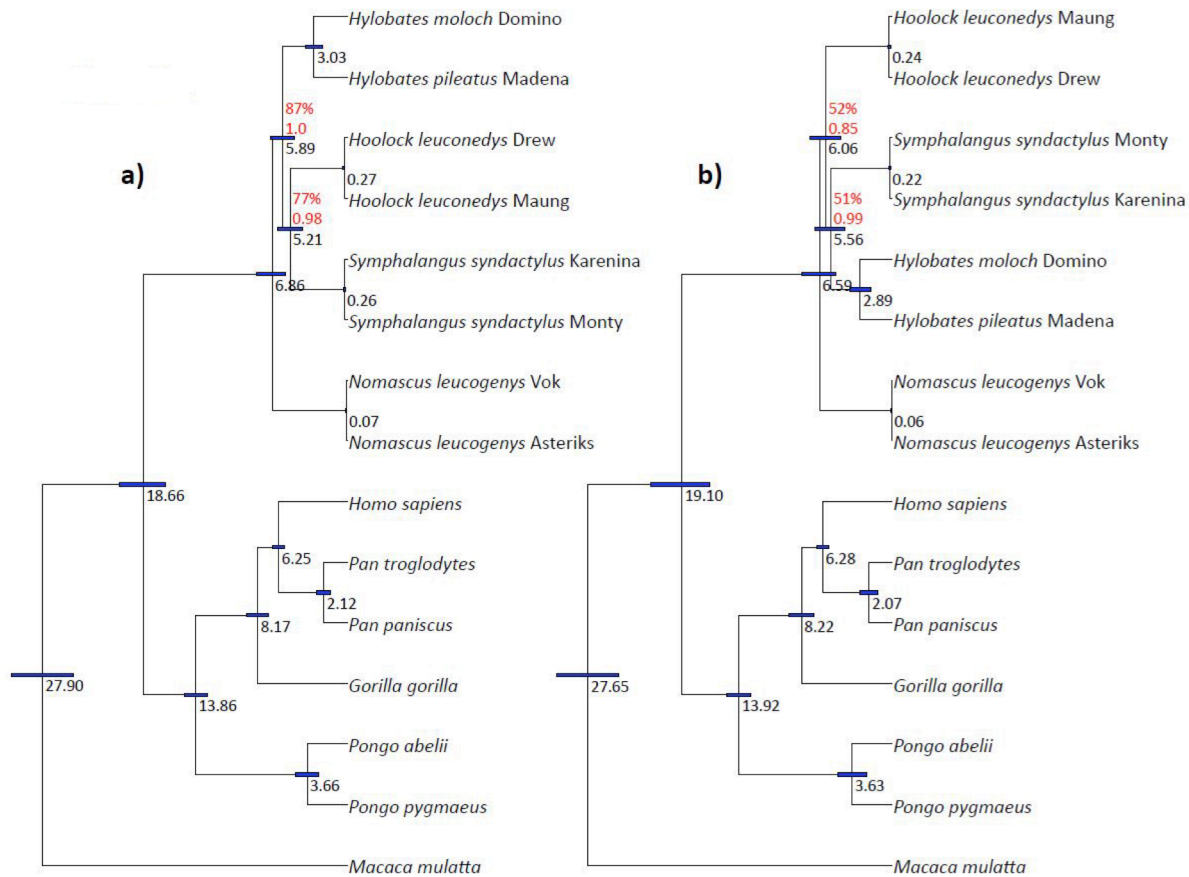 a)
Hylobates moloch Domino
3.03
Hylobates pileatus Madena
87%
1.0
5.89
Hoolock leuconedys Drew
0.27
Hoolock leuconedys Maung
77%
0.98
5.21
Symphalangus syndactylus Karenina
0.26
Symphalangus syndactylus Monty
6.86
Nomascus leucogenys Vok
0.07
Nomascus leucogenys Asteriks
18.66
Homo sapiens
6.25
Pan troglodytes
2.12
Pan paniscus
8.17
Gorilla gorilla
27.90
13.86
Pongo abelii
3.66
Pongo pygmaeus
Macaca mulatta
b)
Hoolock leuconedys Maung
0.24
Hoolock leuconedys Drew
52%
0.85
6.06
Symphalangus syndactylus Monty
0.22
Symphalangus syndactylus Karenina
51%
0.99
5.56
Hylobates moloch Domino
6.59
2.89
Hylobates pileatus Madena
Nomascus leucogenys Vok
0.06
Nomascus leucogenys Asteriks
19.10
Homo sapiens
6.28
Pan troglodytes
2.07
Pan paniscus
8.22
Gorilla gorilla
27.65
13.92
Pongo abelii
3.63
Pongo pygmaeus
Macaca mulatta